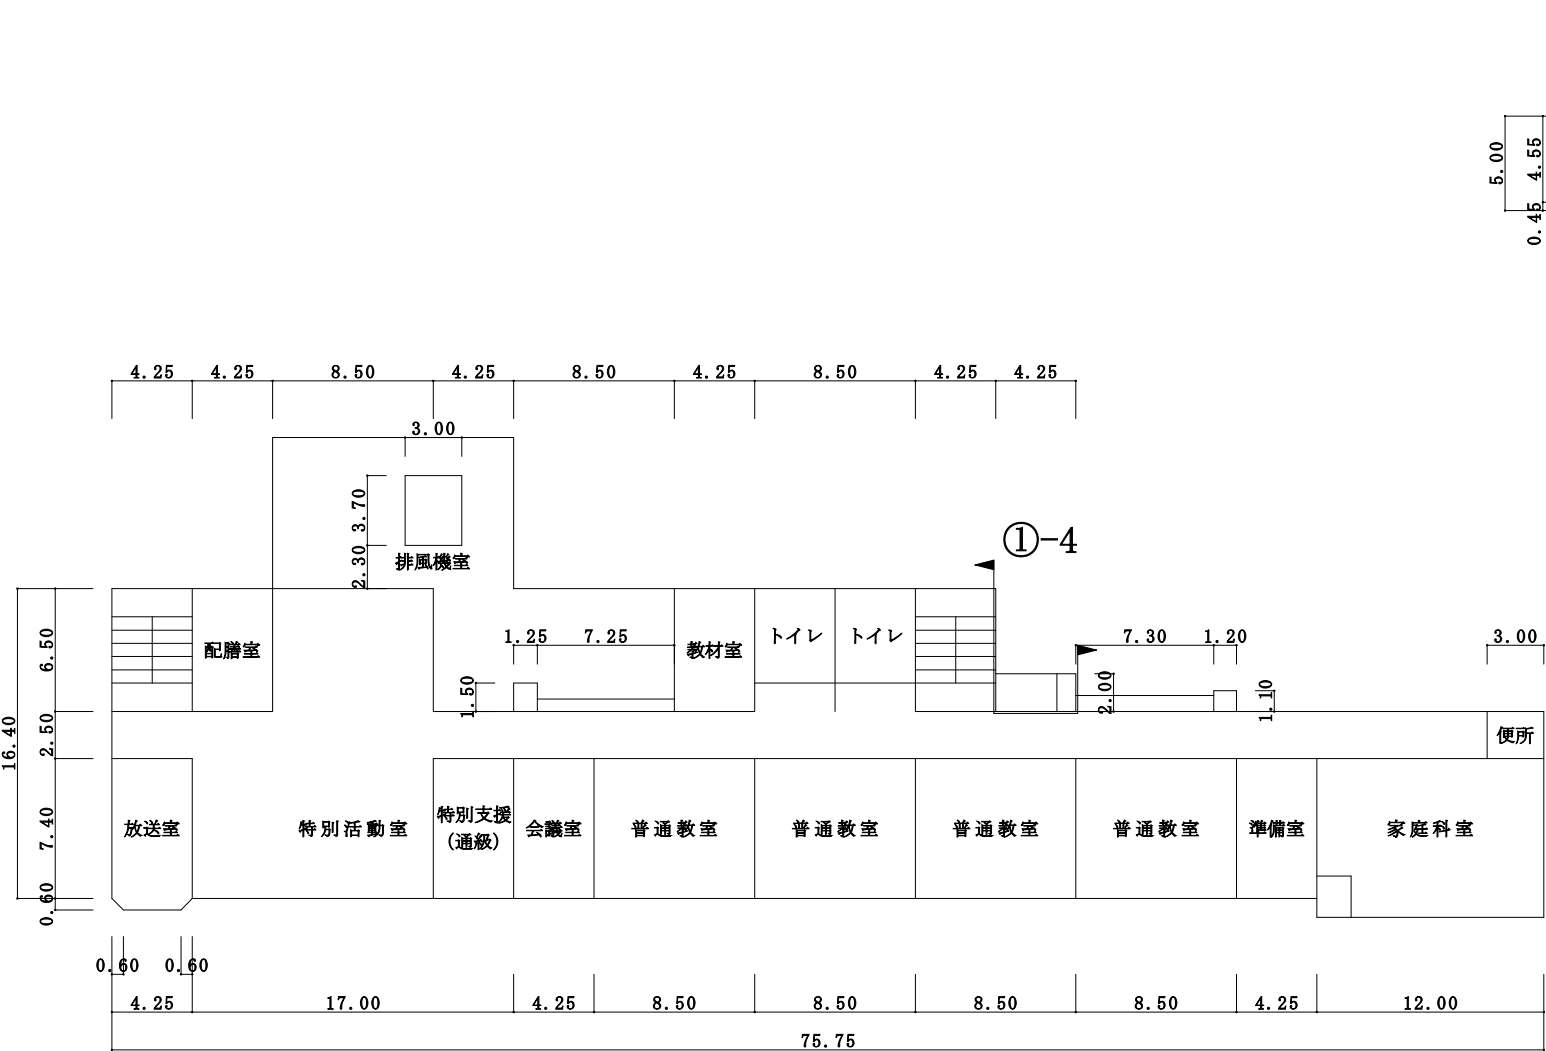 5.00
4.55
0.45
4.25 4.25 8.50 4.25 8.50 4.25 8.50 4.25 4.25
3.00
3.70
2.30
排風機室
①-4
6.50
2.50
16.40
7.40
0.60
配膳室
1.25 7.25
1.50
教材室
トイレ トイレ
7.30 1.20
2.00
1.10
3.00
便所
放送室
特別活動室
特別支援
(通級)
会議室
普通教室
普通教室
普通教室
普通教室
準備室
家庭科室
0.60 0.60
4.25 17.00 4.25 8.50 8.50 8.50 8.50 4.25 12.00
75.75